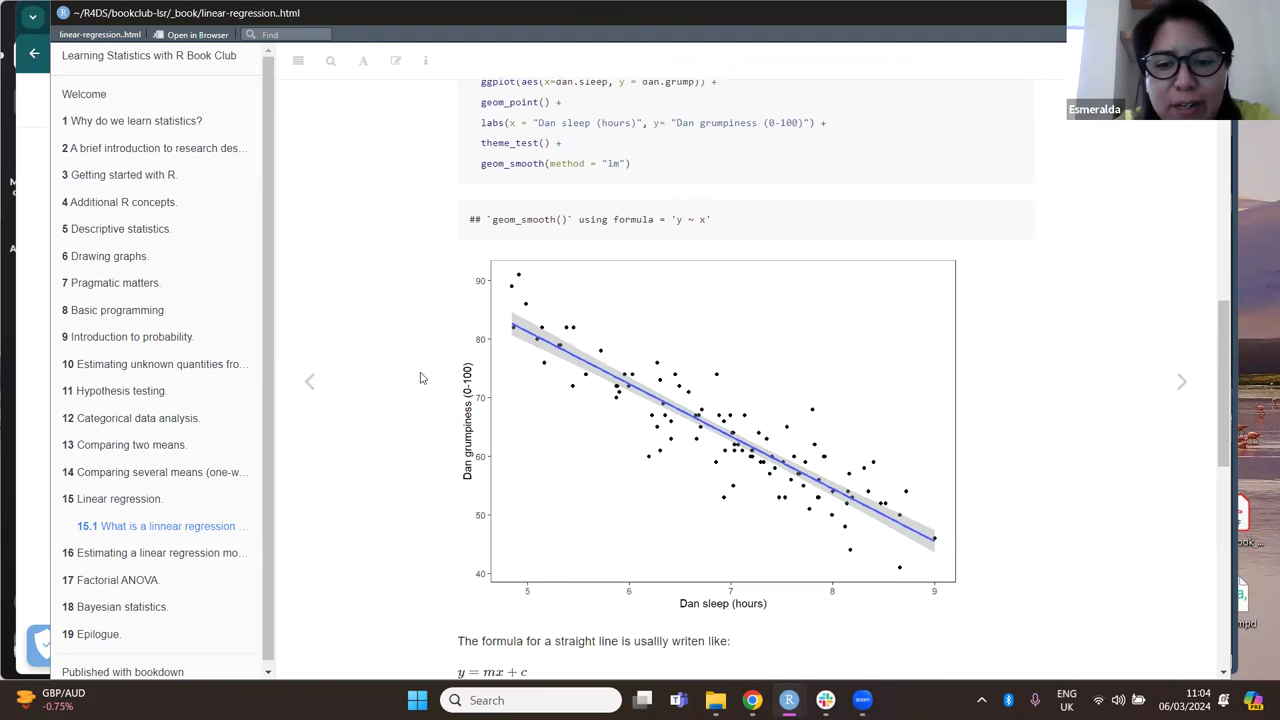 ~/R4DS/bookclub-lsr/_book/linear-regression..html
linear-regression..html
Open in Browser
Find
Esmeralda
Learning Statistics with R Book Club
Welcome
1 Why do we learn statistics?
2 A brief introduction to research des...
3 Getting started with R.
4 Additional R concepts.
5 Descriptive statistics.
6 Drawing graphs.
7 Pragmatic matters.
8 Basic programming
9 Introduction to probability.
10 Estimating unknown quantities fro...
11 Hypothesis testing.
12 Categorical data analysis.
13 Comparing two means.
14 Comparing several means (one-w...
15 Linear regression.
15.1 What is a linnear regression ...
16 Estimating a linear regression mo...
17 Factorial ANOVA.
18 Bayesian statistics.
19 Epilogue.
Published with bookdown
ggplot(aes(x=dan.sleep, y = dan.grump)) +
geom_point() +
labs(x = "Dan sleep (hours)", y= "Dan grumpiness (0-100)") +
theme_test() +
geom_smooth(method = "lm")
## `geom_smooth()` using formula = 'y ~ x'
90
80
70
60
50
40
Dan grumpiness (0-100)
5 6 7 8 9
Dan sleep (hours)
The formula for a straight line is usallly writen like:
y = mx + c
GBP/AUD
-0.75%
Search
ENG
UK
11:04
06/03/2024